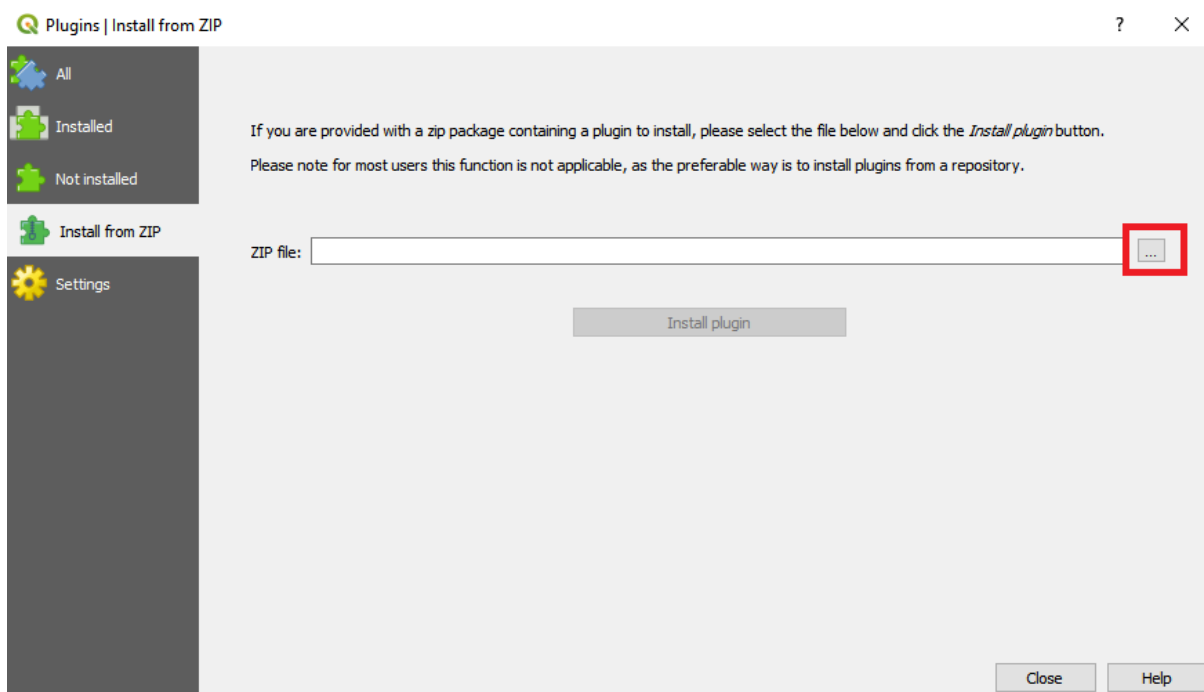 Plugins | Install from ZIP
?
All
Installed
Not installed
Install from ZIP
Settings
If you are provided with a zip package containing a plugin to install, please select the file below and click the Install plugin button.
Please note for most users this function is not applicable, as the preferable way is to install plugins from a repository.
ZIP file:
...
Install plugin
Close
Help